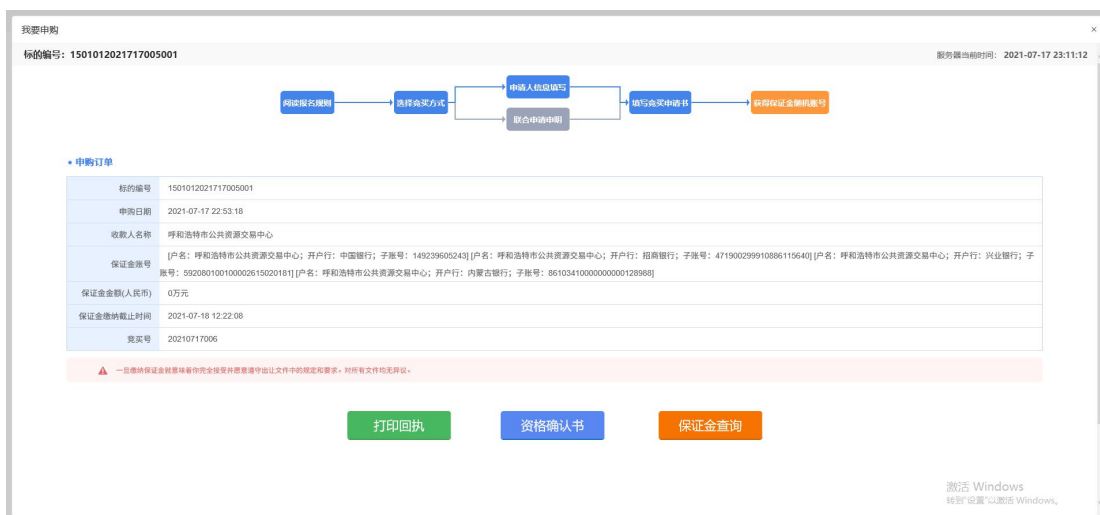 我要申购
×
标的编号：1501012021717005001
服务器当前时间： 2021-07-17 23:11:12
申请人信息填写
阅读报名规则
选择竞买方式
填写竞买申请书
获得保证金随机账号
联合申请申明
申购订单
标的编号 1501012021717005001
申购日期 2021-07-17 22:53:18
收款人名称 呼和浩特市公共资源交易中心
保证金账号 [户名：呼和浩特市公共资源交易中心；开户行：中国银行；子账号：149239605243] [户名：呼和浩特市公共资源交易中心；开户行：招商银行；子账号：471900299910886115640] [户名：呼和浩特市公共资源交易中心；开户行：兴业银行；子
账号：592080100100002615020181] [户名：呼和浩特市公共资源交易中心；开户行：内蒙古银行；子账号：86103410000000000128988]
保证金金额(人民币) 0万元
保证金缴纳截止时间 2021-07-18 12:22:08
竞买号 20210717006
一旦缴纳保证金就意味着你完全接受并愿意遵守出让文件中的规定和要求，对所有文件均无异议。
打印回执
资格确认书
保证金查询
激活 Windows
转到"设置"以激活 Windows。